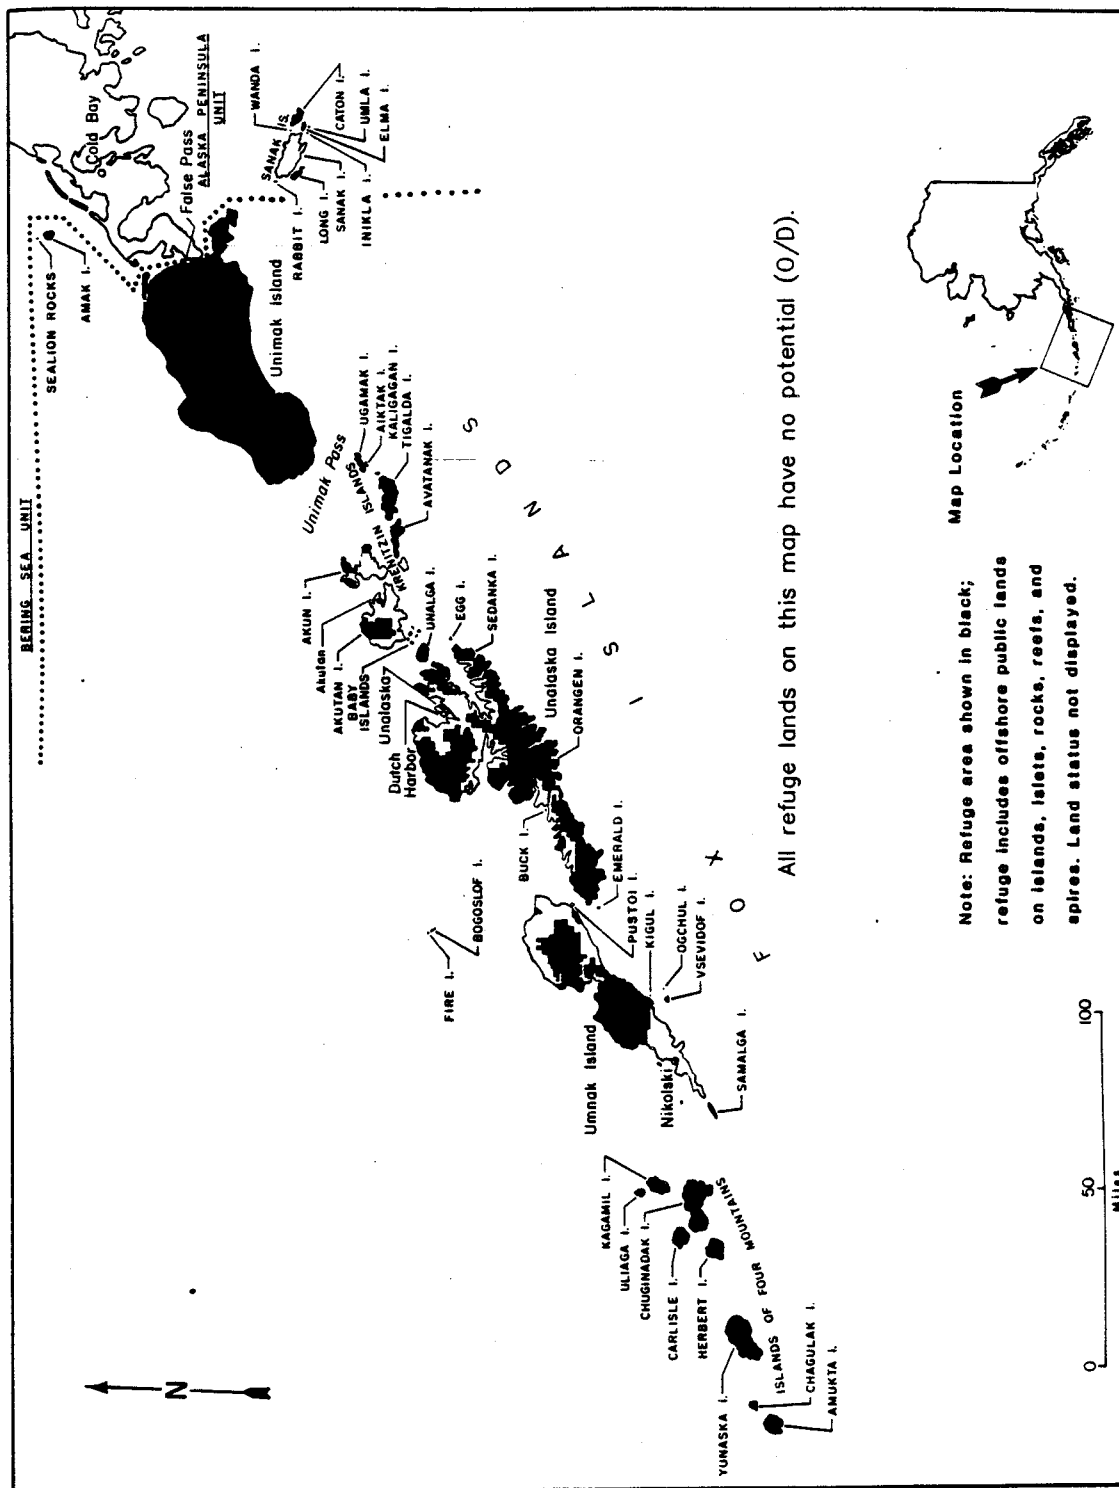 BERING SEA UNIT
SEALION ROCKS
AMAK I.
Cold Bay
False Pass
ALASKA PENINSULA
UNIT
WANDA I.
SANAK IS.
CATON I.
UMLA I.
ELMA I.
RABBIT I.
LONG I.
SANAK I.
INIKLA I.
Unimak Island
Unimak Pass
UGAMAK I.
AIKTAK I.
KALIGAGAN I.
TIGALDA I.
AVATANAK I.
KRENITZIN ISLANDS
AKUN I.
Akutan
AKUTAN I.
BABY
ISLANDS
Unalaska
Dutch
Harbor
UNALGA I.
EGG I.
SEDANKA I.
Unalaska Island
ORANGEN I.
BUCK I.
EMERALD I.
FIRE I.
BOGOSLOF I.
PUSTOI I.
KIGUL I.
OGCHUL I.
VSEVIDOF I.
Umnak Island
Nikolski
SAMALGA I.
FOX ISLANDS
KAGAMIL I.
ULIAGA I.
CHUGINADAK I.
CARLISLE I.
HERBERT I.
YUNASKA I.
ISLANDS OF FOUR MOUNTAINS
CHAGULAK I.
AMUKTA I.
N
All refuge lands on this map have no potential (O/D).
Map Location
Note: Refuge area shown in black;
refuge includes offshore public lands
on islands, islets, rocks, reefs, and
spires. Land status not displayed.
0 50 100
Miles